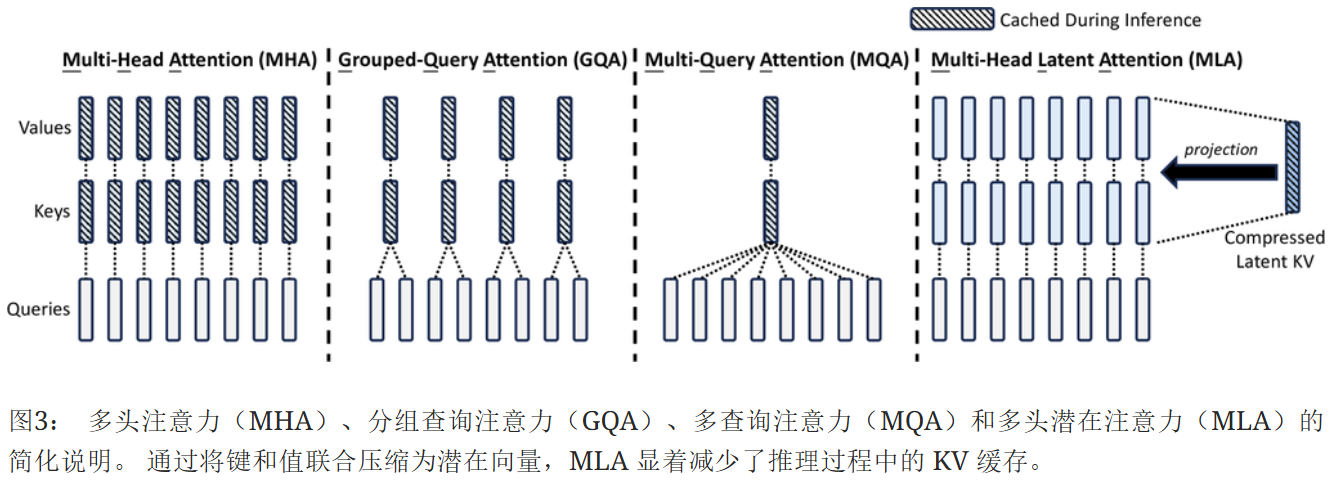 Cached During Inference
Multi-Head Attention (MHA)
Grouped-Query Attention (GQA)
Multi-Query Attention (MQA)
Multi-Head Latent Attention (MLA)
Values
Keys
Queries
projection
Compressed
Latent KV
图3： 多头注意力（MHA）、分组查询注意力（GQA）、多查询注意力（MQA）和多头潜在注意力（MLA）的
简化说明。 通过将键和值联合压缩为潜在向量，MLA 显着减少了推理过程中的 KV 缓存。